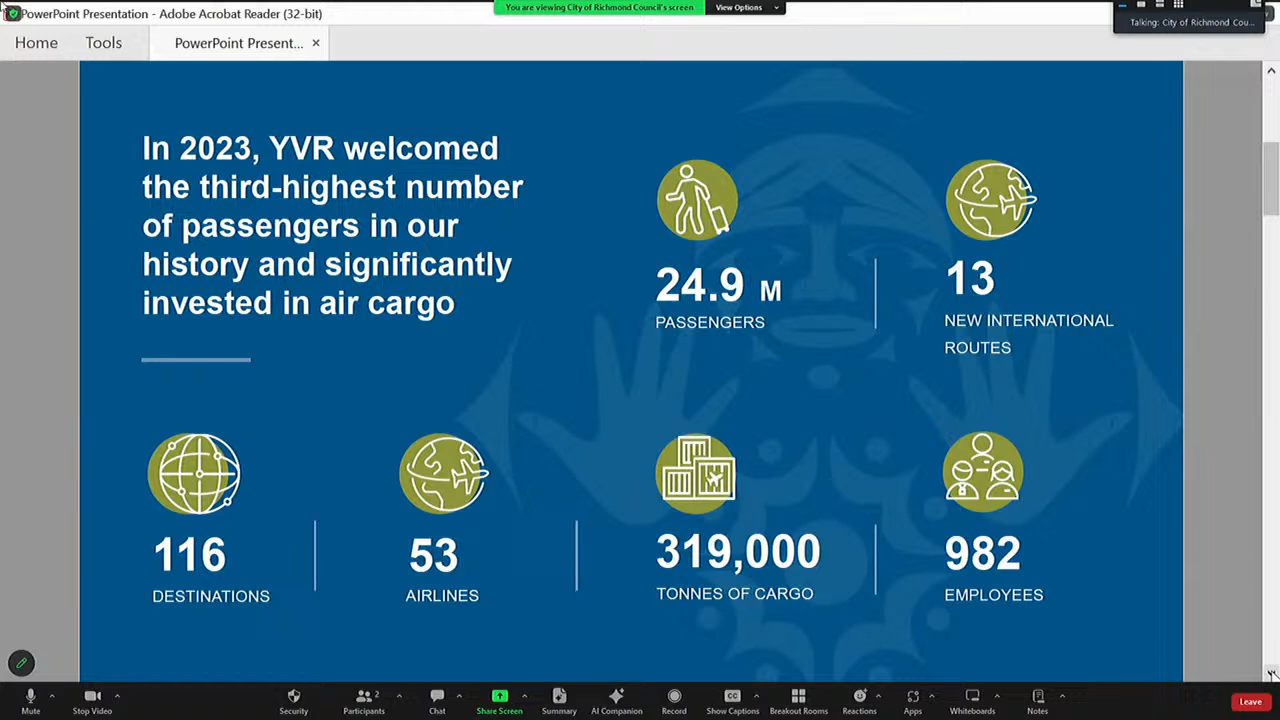 PowerPoint Presentation - Adobe Acrobat Reader (32-bit)
You are viewing City of Richmond Council's screen
View Options
Talking: City of Richmond Cou...
Home
Tools
PowerPoint Present...
In 2023, YVR welcomed
the third-highest number
of passengers in our
history and significantly
invested in air cargo
24.9 M
PASSENGERS
13
NEW INTERNATIONAL
ROUTES
116
DESTINATIONS
53
AIRLINES
319,000
TONNES OF CARGO
982
EMPLOYEES
Mute
Stop Video
Security
Participants
2
Chat
Share Screen
Summary
AI Companion
Record
Show Captions
Breakout Rooms
Reactions
Apps
Whiteboards
Notes
Leave